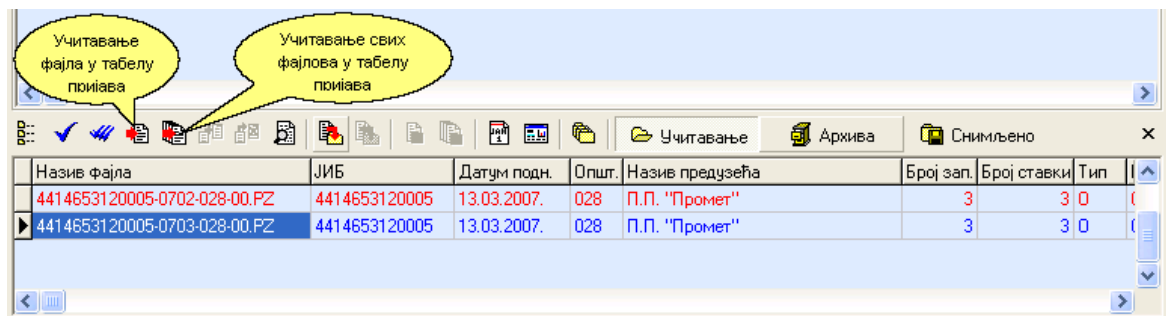 Учитавање
фајла у табелу
пријава
Учитавање свих
фајлова у табелу
пријава
Учитавање Архива Снимљено
Назив фајла ЈИБ Датум подн. Општ. Назив предузећа Број зап. Број ставки Тип
4414653120005-0702-028-00.PZ 4414653120005 13.03.2007. 028 П.П. "Промет" 3 3 О
4414653120005-0703-028-00.PZ 4414653120005 13.03.2007. 028 П.П. "Промет" 3 3 О